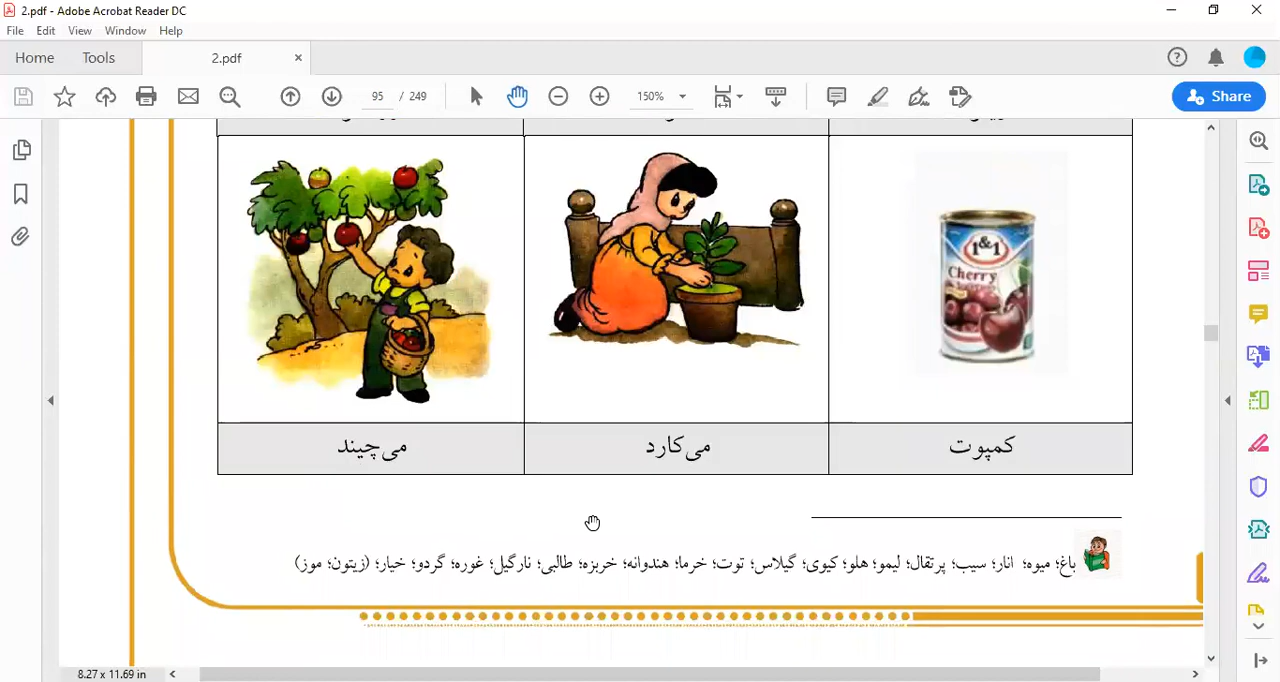 2.pdf - Adobe Acrobat Reader DC
File Edit View Window Help
Home Tools 2.pdf
95 / 249 150% Share
1&1
Cherry
کمپوت می‌کارد می‌چیند
باغ؛ میوه؛ انار؛ سیب؛ پرتقال؛ لیمو؛ هلو؛ کیوی؛ گیلاس؛ توت؛ خرما؛ هندوانه؛ خربزه؛ طالبی؛ نارگیل؛ غوره؛ گردو؛ خیار؛ (زیتون؛ موز)
8.27 x 11.69 in